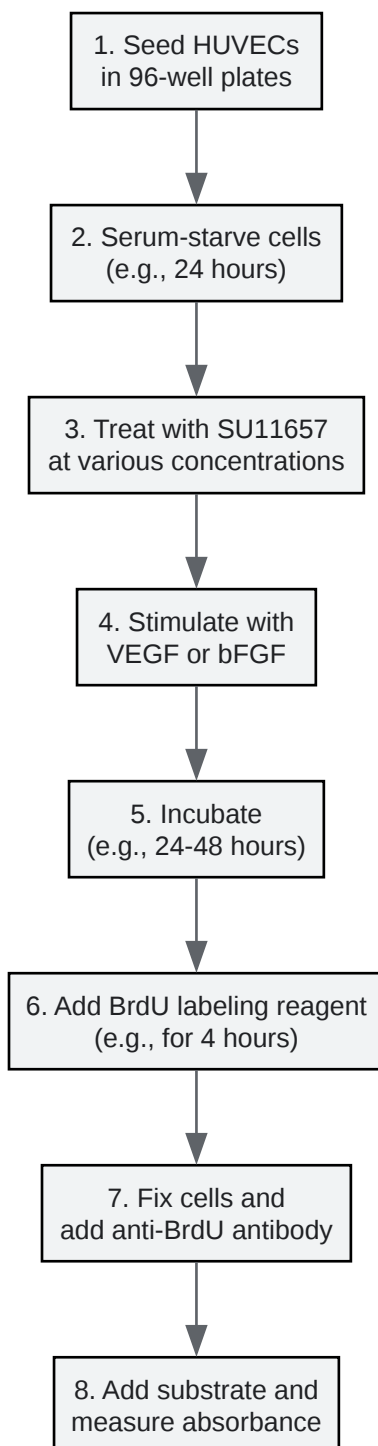 1. Seed HUVECs
in 96-well plates
2. Serum-starve cells
(e.g., 24 hours)
3. Treat with SU11657
at various concentrations
4. Stimulate with
VEGF or bFGF
5. Incubate
(e.g., 24-48 hours)
6. Add BrdU labeling reagent
(e.g., for 4 hours)
7. Fix cells and
add anti-BrdU antibody
8. Add substrate and
measure absorbance